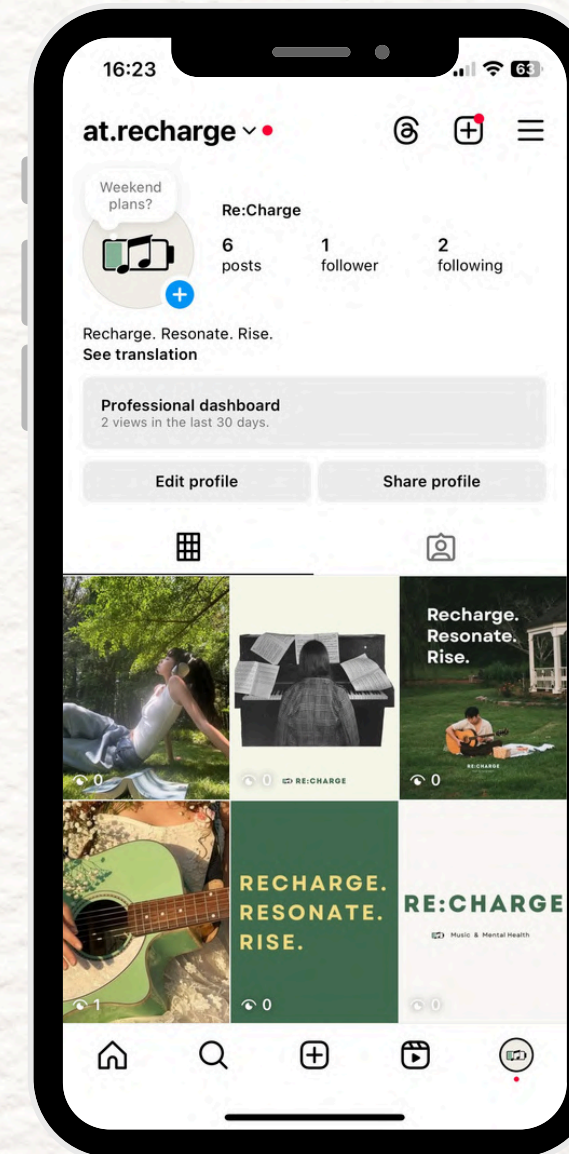 16:23
63
at.recharge
Weekend
plans?
Re:Charge
6
posts
1
follower
2
following
Recharge. Resonate. Rise.
See translation
Professional dashboard
2 views in the last 30 days.
Edit profile
Share profile
Recharge.
Resonate.
Rise.
0
0
RE:CHARGE
RE:CHARGE
0
RECHARGE.
RESONATE.
RISE.
RE:CHARGE
Music & Mental Health
1
0
0